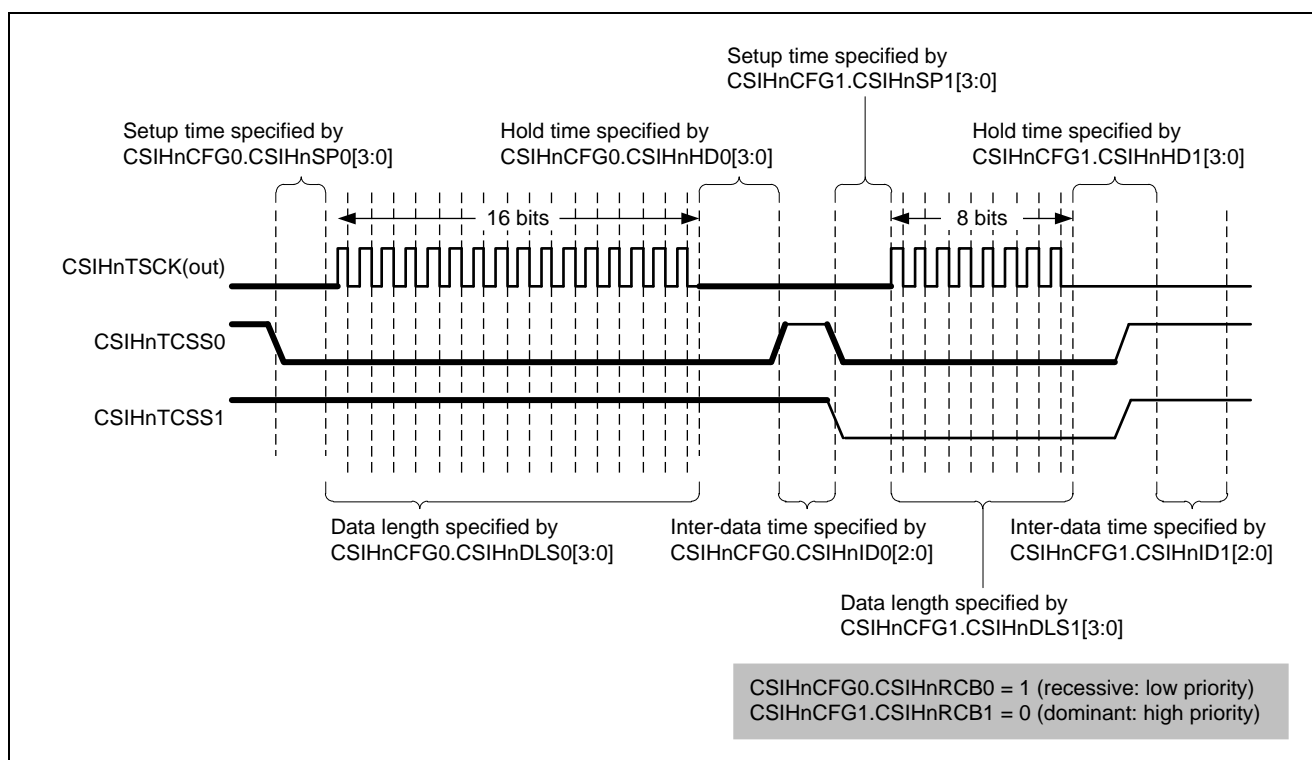 Setup time specified by
CSIHnCFG1.CSIHnSP1[3:0]
Setup time specified by
CSIHnCFG0.CSIHnSP0[3:0]
Hold time specified by
CSIHnCFG0.CSIHnHD0[3:0]
Hold time specified by
CSIHnCFG1.CSIHnHD1[3:0]
16 bits
8 bits
CSIHnTSCK(out)
CSIHnTCSS0
CSIHnTCSS1
Data length specified by
CSIHnCFG0.CSIHnDLS0[3:0]
Inter-data time specified by
CSIHnCFG0.CSIHnID0[2:0]
Inter-data time specified by
CSIHnCFG1.CSIHnID1[2:0]
Data length specified by
CSIHnCFG1.CSIHnDLS1[3:0]
CSIHnCFG0.CSIHnRCB0 = 1 (recessive: low priority)
CSIHnCFG1.CSIHnRCB1 = 0 (dominant: high priority)